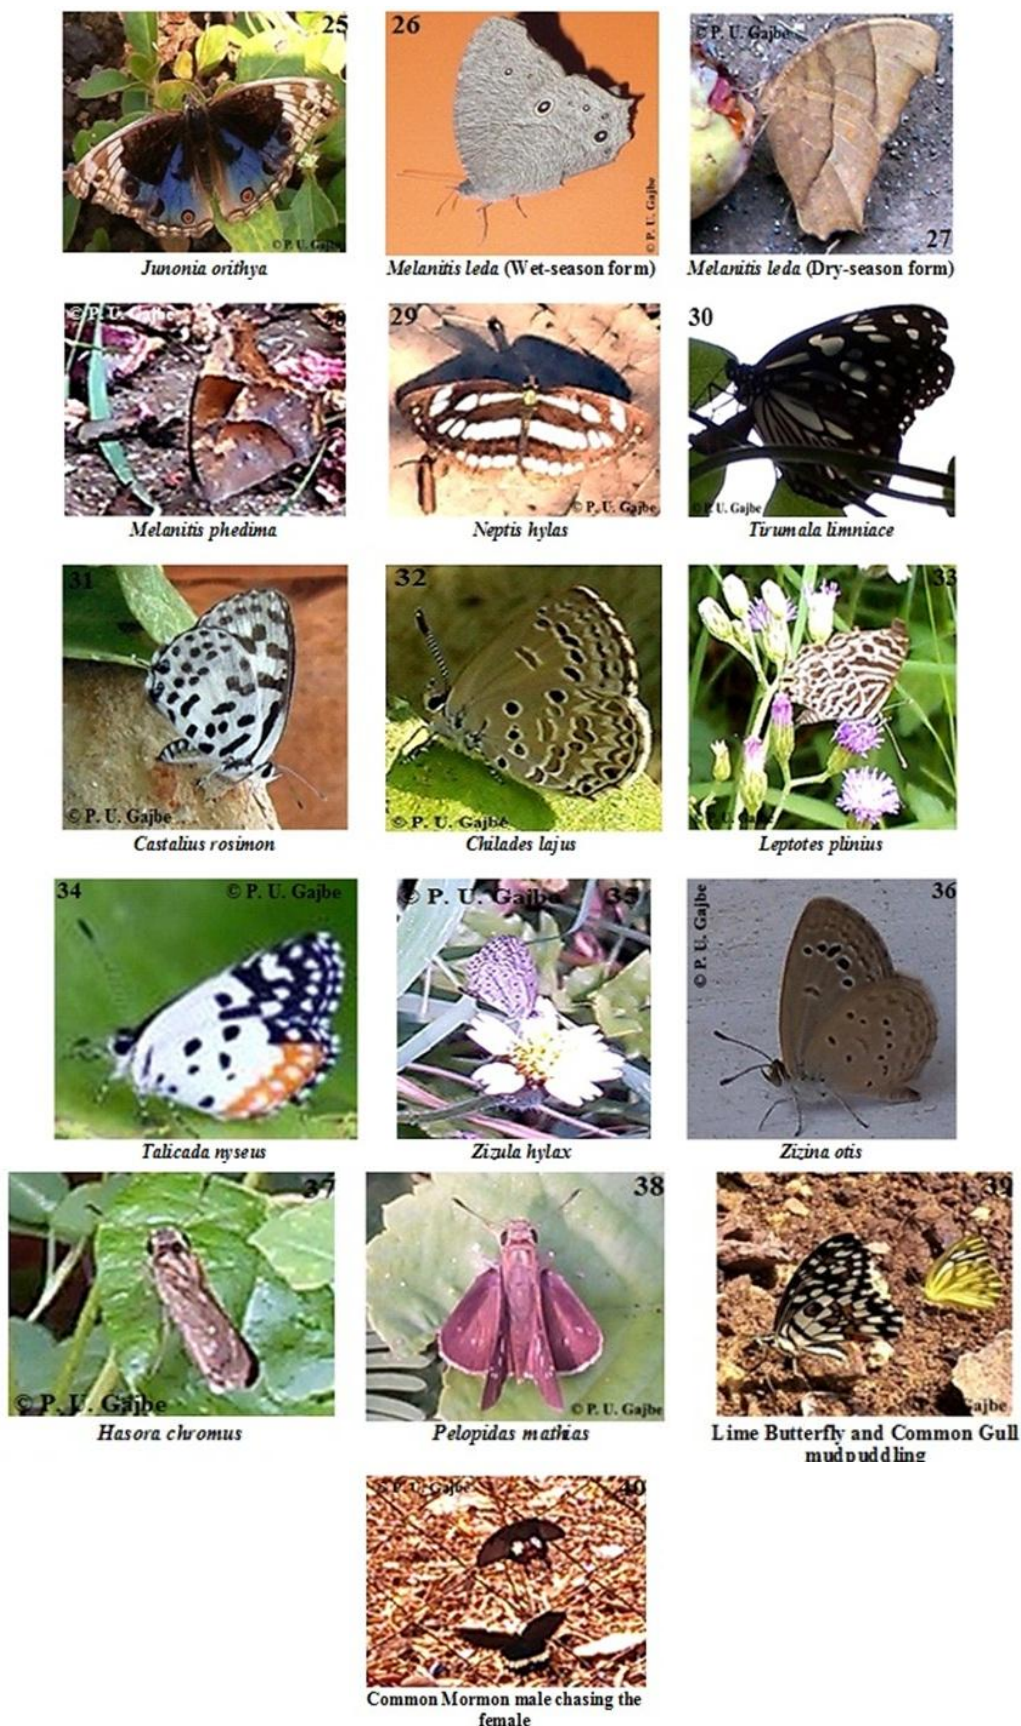 25
© P. U. Gajbe
Junonia orithya
26
© P. U. Gajbe
Melanitis leda (Wet-season form)
© P. U. Gajbe
27
Melanitis leda (Dry-season form)
© P. U. Gajbe
Melanitis phedima
29
© P. U. Gajbe
Neptis hylas
30
P. U. Gajbe
Tirumala limniace
31
© P. U. Gajbe
Castalius rosimon
32
© P. U. Gajbe
Chilades lajus
33
Leptotes plinius
34
© P. U. Gajbe
Talicada nyseus
© P. U. Gajbe
35
Zizula hylax
36
© P. U. Gajbe
Zizina otis
37
© P. U. Gajbe
Hasora chromus
38
© P. U. Gajbe
Pelopidas mathias
39
Gajbe
Lime Butterfly and Common Gull
mudpuddling
© P. U. Gajbe
40
Common Mormon male chasing the
female